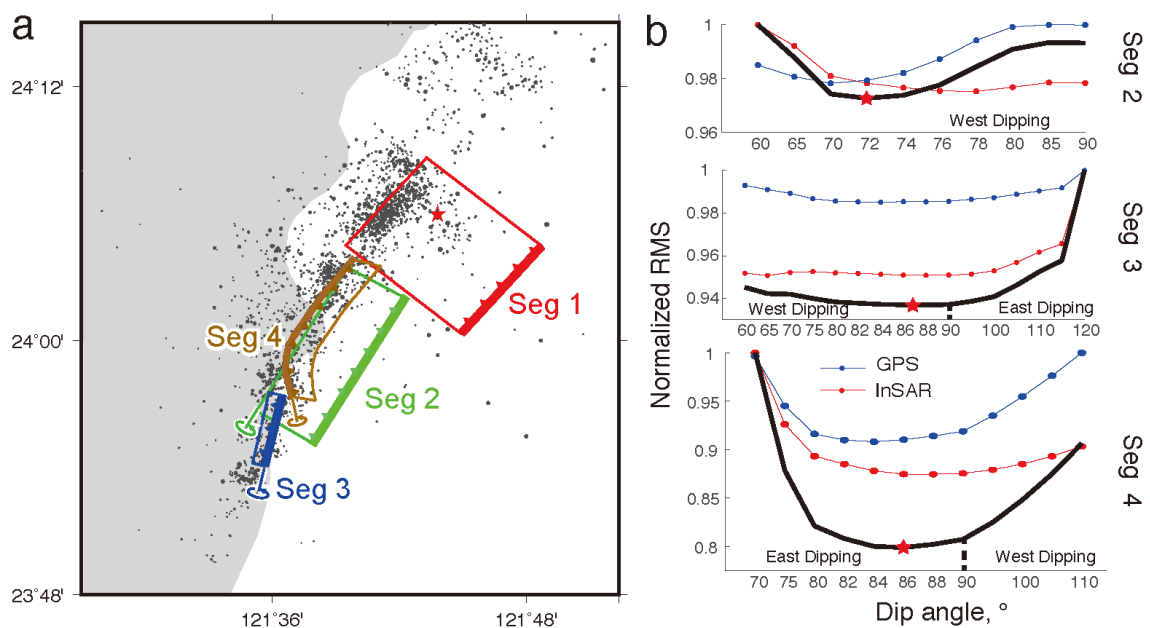 a
24°12'
24°00'
23°48'
121°36'
121°48'
Seg 1
Seg 4
Seg 2
Seg 3
b
Normalized RMS
1
0.98
0.96
West Dipping
60 65 70 72 74 76 78 80 85 90
Seg 2
1
0.98
0.96
0.94
West Dipping
East Dipping
60 65 70 75 80 82 84 86 88 90 100 110 120
Seg 3
1
0.95
0.9
0.85
0.8
GPS
InSAR
East Dipping
West Dipping
70 75 80 82 84 86 88 90 100 110
Seg 4
Dip angle, °